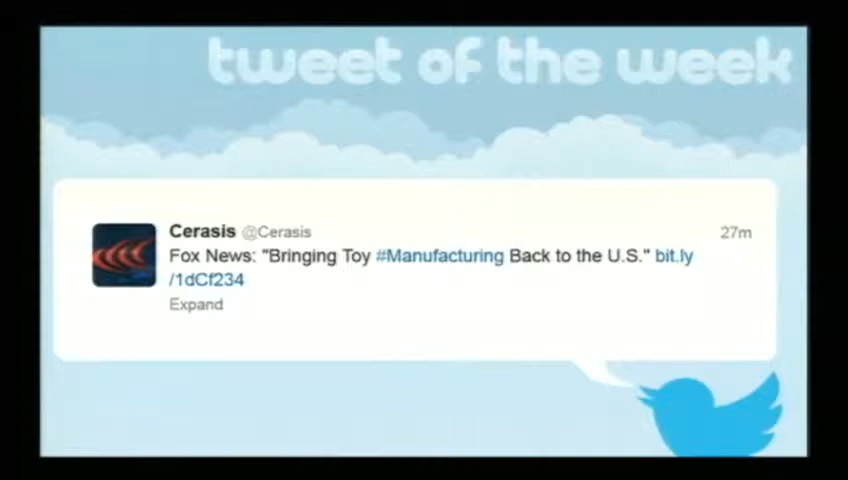 tweet of the week
Cerasis @Cerasis 27m
Fox News: "Bringing Toy #Manufacturing Back to the U.S." bit.ly
/1dCf234
Expand